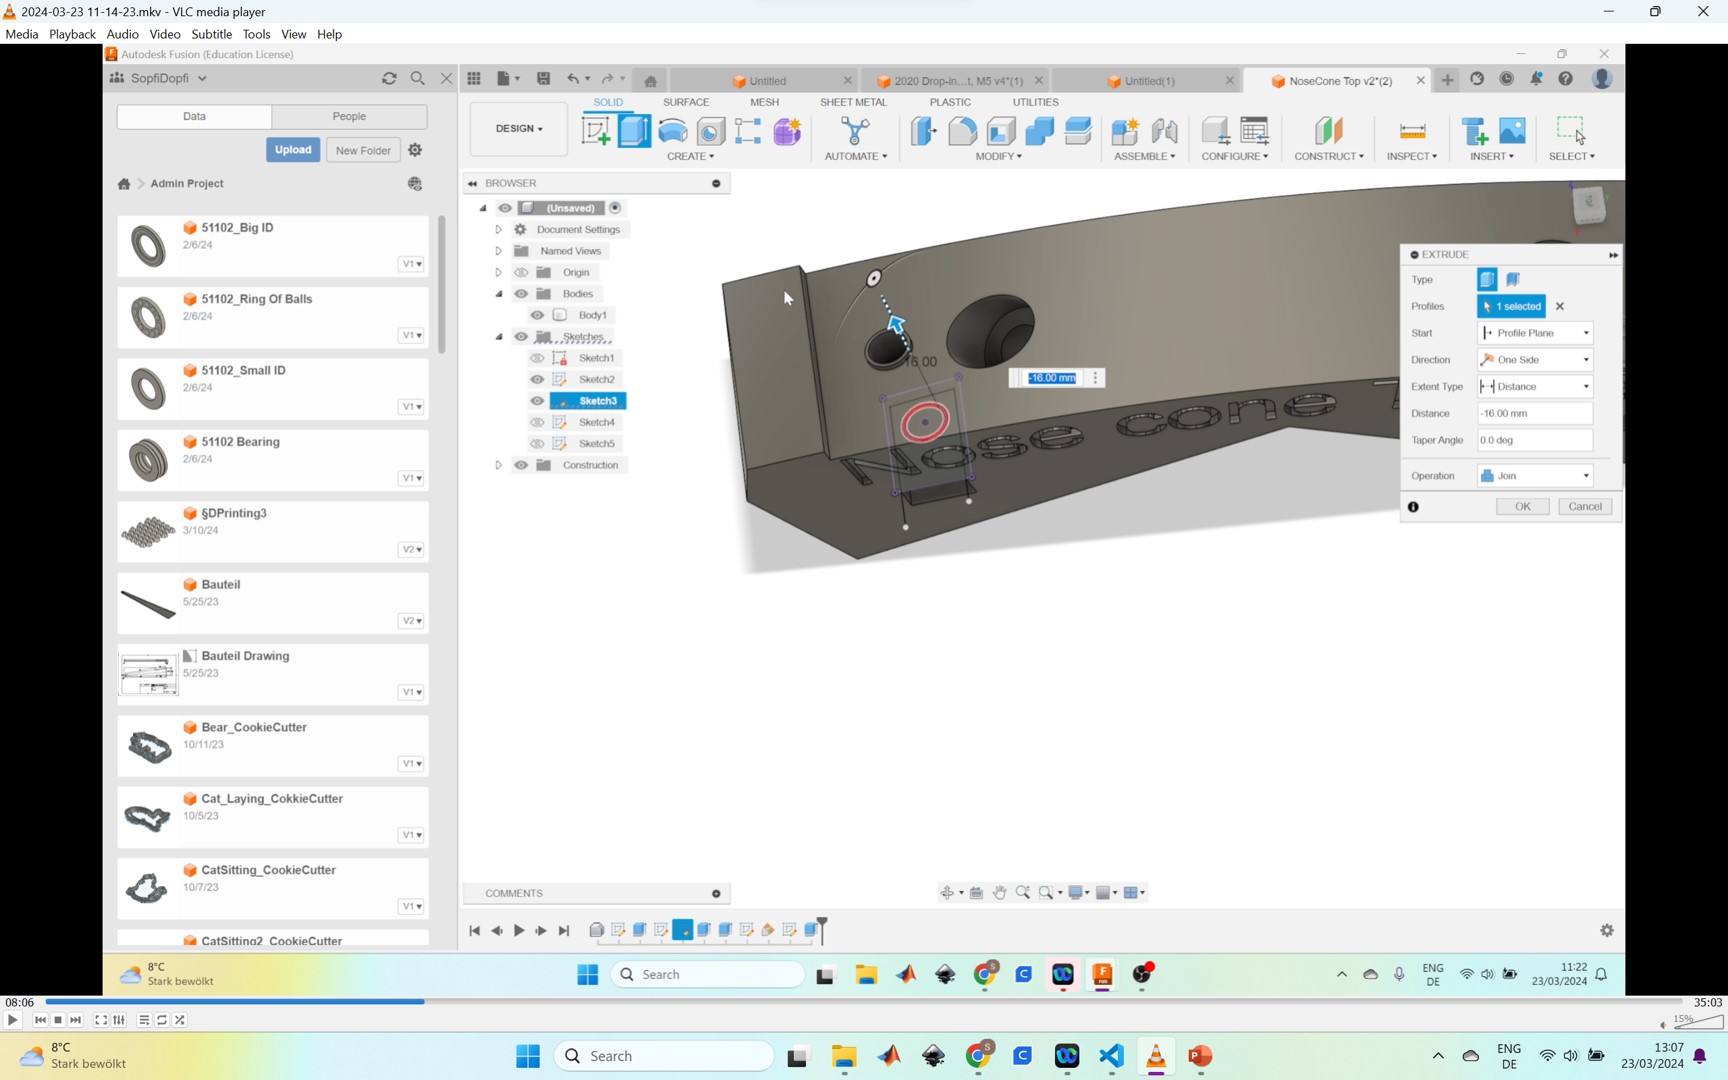 2024-03-23 11-14-23.mkv - VLC media player
Media Playback Audio Video Subtitle Tools View Help
Autodesk Fusion (Education License)
SopfiDopfi
Untitled
2020 Drop-in...t, M5 v4*(1)
Untitled(1)
NoseCone Top v2*(2)
Data
People
Upload
New Folder
Admin Project
51102_Big ID
2/6/24
V1
51102_Ring Of Balls
2/6/24
V1
51102_Small ID
2/6/24
V1
51102 Bearing
2/6/24
V1
§DPrinting3
3/10/24
V2
Bauteil
5/25/23
V2
Bauteil Drawing
5/25/23
V1
Bear_CookieCutter
10/11/23
V1
Cat_Laying_CokkieCutter
10/5/23
V1
CatSitting_CookieCutter
10/7/23
V1
CatSitting2_CookieCutter
DESIGN
SOLID SURFACE MESH SHEET METAL PLASTIC UTILITIES
CREATE AUTOMATE MODIFY ASSEMBLE CONFIGURE CONSTRUCT INSPECT INSERT SELECT
BROWSER
(Unsaved)
Document Settings
Named Views
Origin
Bodies
Body1
Sketches
Sketch1
Sketch2
Sketch3
Sketch4
Sketch5
Construction
16.00
-16.00 mm
Nose cone T
EXTRUDE
Type
Profiles 1 selected
Start Profile Plane
Direction One Side
Extent Type Distance
Distance -16.00 mm
Taper Angle 0.0 deg
Operation Join
OK Cancel
COMMENTS
8°C
Stark bewölkt
Search
ENG
DE
11:22
23/03/2024
08:06
35:03
15%
8°C
Stark bewölkt
Search
ENG
DE
13:07
23/03/2024